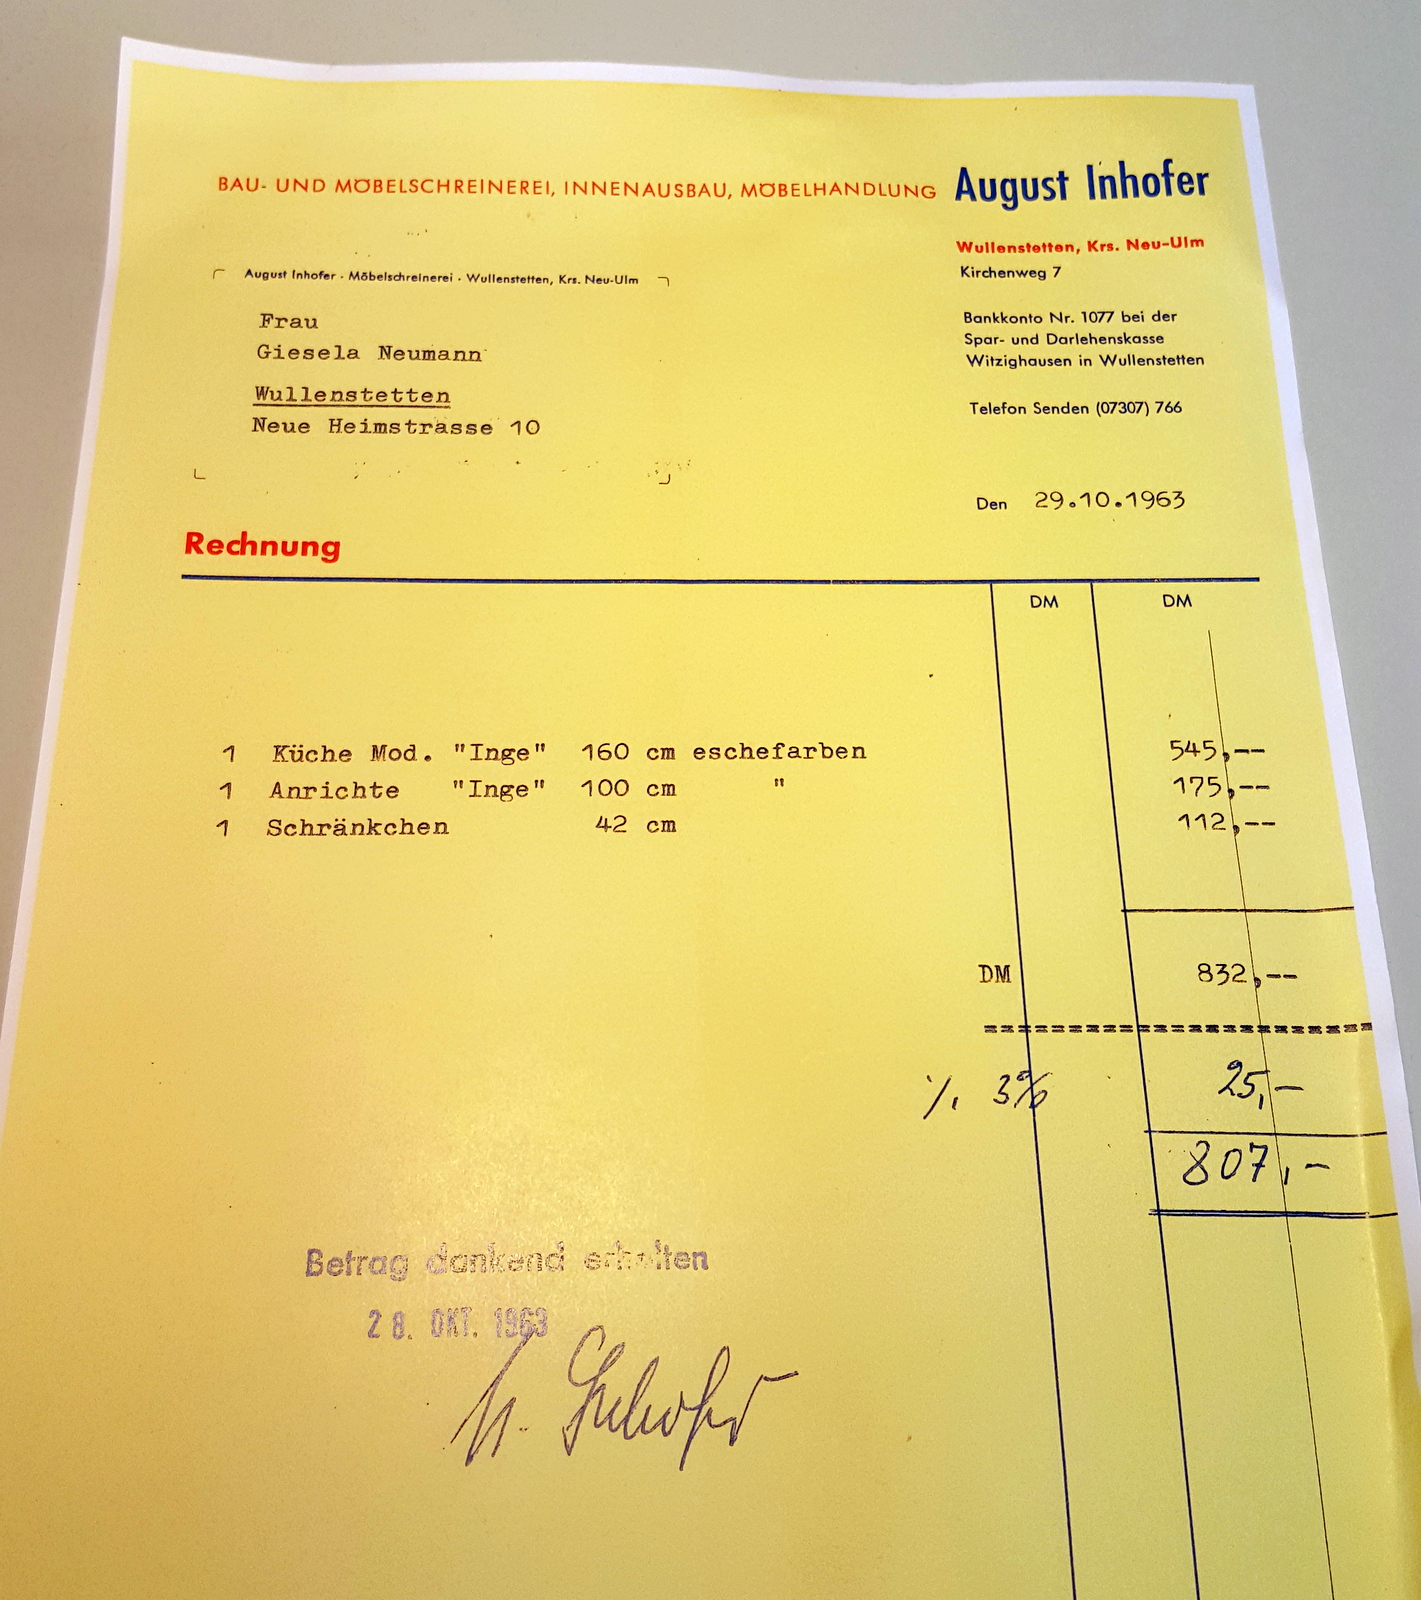 BAU- UND MÖBELSCHREINEREI, INNENAUSBAU, MÖBELHANDLUNG August Inhofer
Wullenstetten, Krs. Neu-Ulm
Kirchenweg 7
August Inhofer · Möbelschreinerei · Wullenstetten, Krs. Neu-Ulm
Frau
Giesela Neumann
Wullenstetten
Neue Heimstrasse 10
Bankkonto Nr. 1077 bei der
Spar- und Darlehenskasse
Witzighausen in Wullenstetten
Telefon Senden (07307) 766
Den 29.10.1963
Rechnung
DM DM
1 Küche Mod. "Inge" 160 cm eschefarben 545,--
1 Anrichte "Inge" 100 cm " 175,--
1 Schränkchen 42 cm 112,--
DM 832,--
================================
·/. 3% 25,-
807,-
Betrag dankend erhalten
28. OKT. 1963
Inhofer